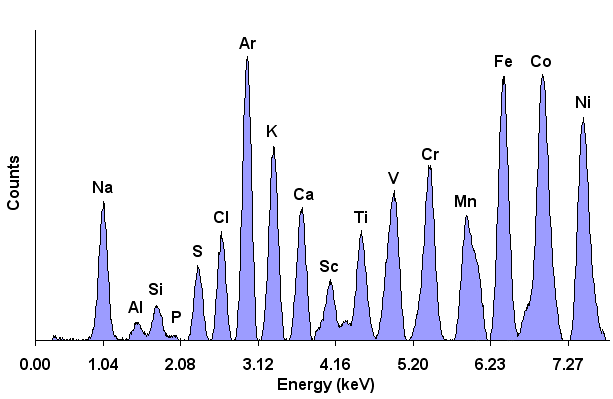 Ar
Fe
Co
Ni
K
Cr
V
Na
Ca
Mn
Cl
Ti
S
Sc
Si
Al
P
Counts
0.00 1.04 2.08 3.12 4.16 5.20 6.23 7.27
Energy (keV)